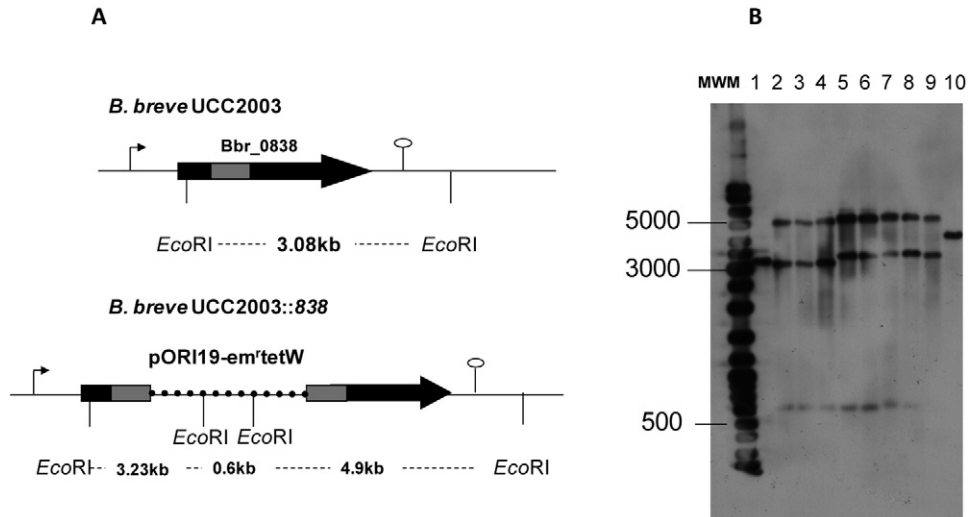 A
B. breve UCC2003
Bbr_0838
EcoRI 3.08kb EcoRI
B. breve UCC2003::838
pORI19-emʳtetW
EcoRI EcoRI
EcoRI 3.23kb 0.6kb 4.9kb EcoRI
B
MWM 1 2 3 4 5 6 7 8 9 10
5000
3000
500